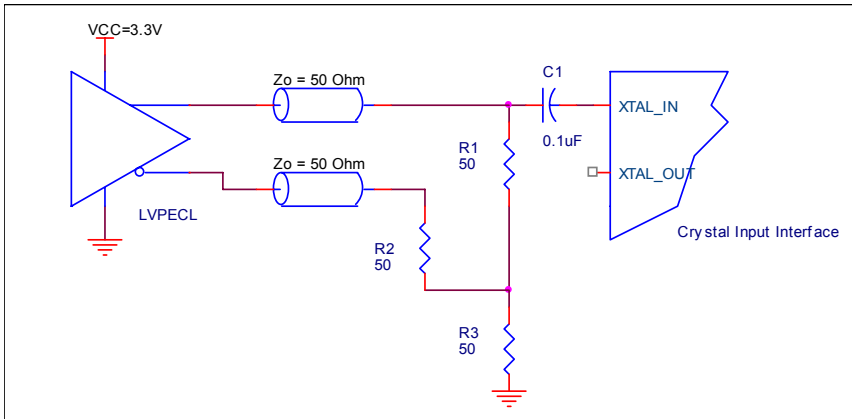 VCC=3.3V
Zo = 50 Ohm
C1
0.1uF
XTAL_IN
R1
50
Zo = 50 Ohm
XTAL_OUT
LVPECL
Crystal Input Interface
R2
50
R3
50